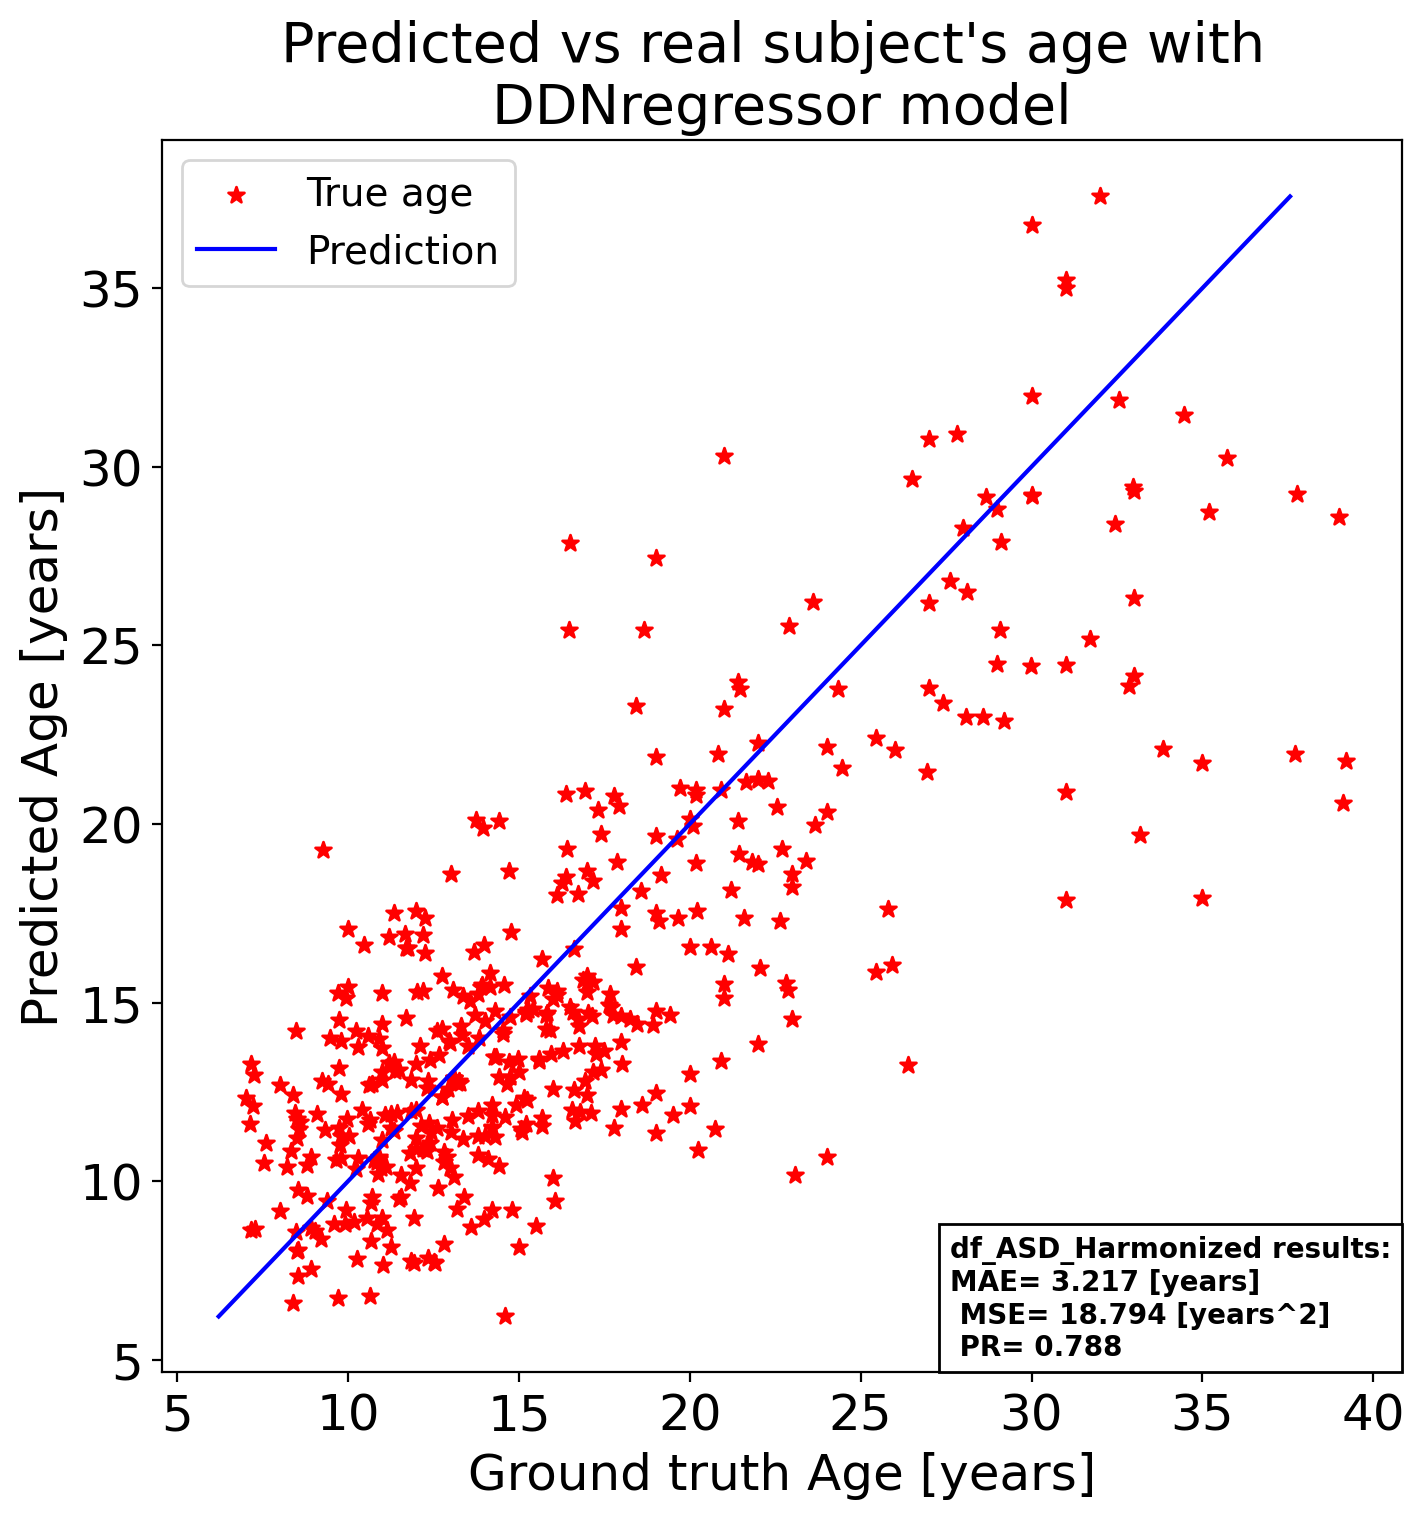 Predicted vs real subject's age with
DDNregressor model
True age
Prediction
Predicted Age [years]
35
30
25
20
15
10
5
df_ASD_Harmonized results:
MAE= 3.217 [years]
MSE= 18.794 [years^2]
PR= 0.788
5 10 15 20 25 30 35 40
Ground truth Age [years]